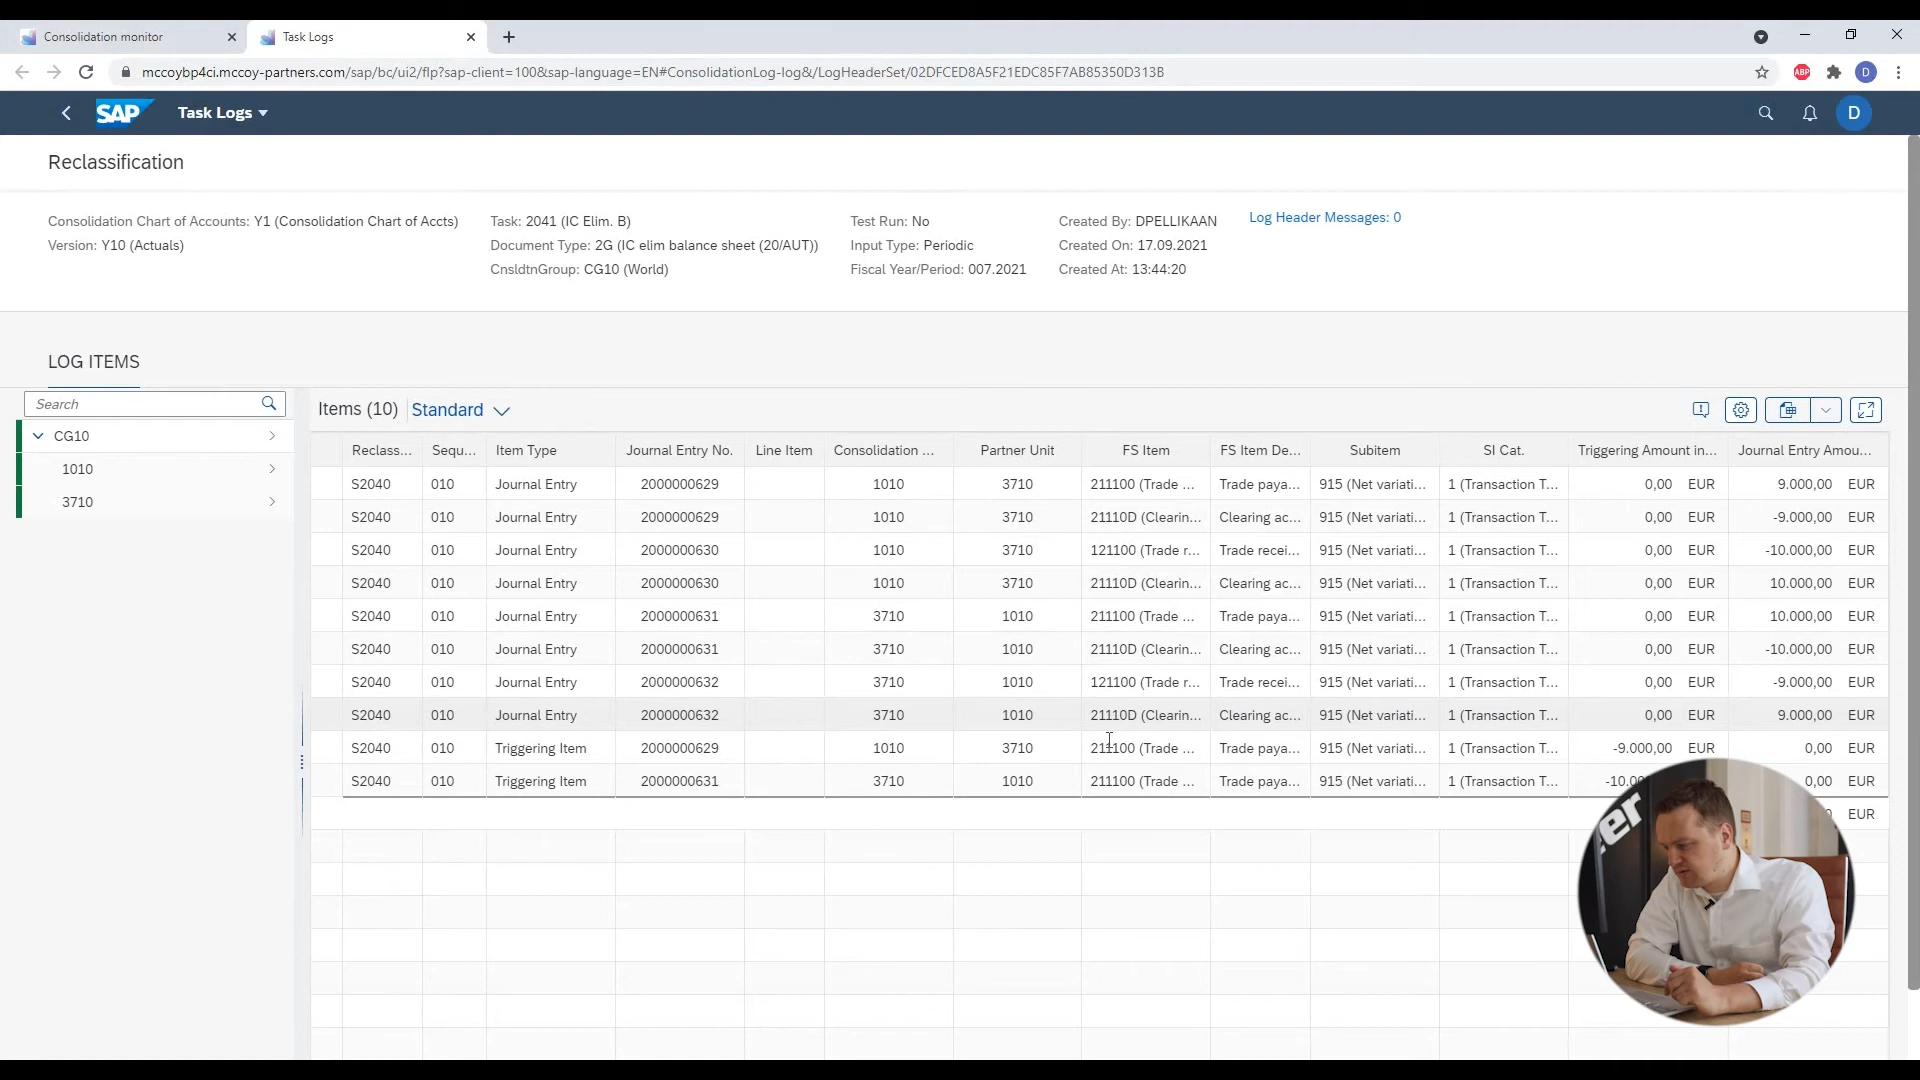 Consolidation monitor
Task Logs
mccoybp4ci.mccoy-partners.com/sap/bc/ui2/flp?sap-client=100&sap-language=EN#ConsolidationLog-log&/LogHeaderSet/02DFCED8A5F21EDC85F7AB85350D313B
ABP
D
SAP
Task Logs
D
Reclassification
Consolidation Chart of Accounts: Y1 (Consolidation Chart of Accts)
Version: Y10 (Actuals)
Task: 2041 (IC Elim. B)
Document Type: 2G (IC elim balance sheet (20/AUT))
CnsldtnGroup: CG10 (World)
Test Run: No
Input Type: Periodic
Fiscal Year/Period: 007.2021
Created By: DPELLIKAAN
Created On: 17.09.2021
Created At: 13:44:20
Log Header Messages: 0
LOG ITEMS
Search
CG10
1010
3710
Items (10) Standard
Reclass... Sequ... Item Type Journal Entry No. Line Item Consolidation ... Partner Unit FS Item FS Item De... Subitem SI Cat. Triggering Amount in... Journal Entry Amou...
S2040 010 Journal Entry 2000000629 1010 3710 211100 (Trade ... Trade paya... 915 (Net variati... 1 (Transaction T... 0,00 EUR 9.000,00 EUR
S2040 010 Journal Entry 2000000629 1010 3710 21110D (Clearin... Clearing ac... 915 (Net variati... 1 (Transaction T... 0,00 EUR -9.000,00 EUR
S2040 010 Journal Entry 2000000630 1010 3710 121100 (Trade r... Trade recei... 915 (Net variati... 1 (Transaction T... 0,00 EUR -10.000,00 EUR
S2040 010 Journal Entry 2000000630 1010 3710 21110D (Clearin... Clearing ac... 915 (Net variati... 1 (Transaction T... 0,00 EUR 10.000,00 EUR
S2040 010 Journal Entry 2000000631 3710 1010 211100 (Trade ... Trade paya... 915 (Net variati... 1 (Transaction T... 0,00 EUR 10.000,00 EUR
S2040 010 Journal Entry 2000000631 3710 1010 21110D (Clearin... Clearing ac... 915 (Net variati... 1 (Transaction T... 0,00 EUR -10.000,00 EUR
S2040 010 Journal Entry 2000000632 3710 1010 121100 (Trade r... Trade recei... 915 (Net variati... 1 (Transaction T... 0,00 EUR -9.000,00 EUR
S2040 010 Journal Entry 2000000632 3710 1010 21110D (Clearin... Clearing ac... 915 (Net variati... 1 (Transaction T... 0,00 EUR 9.000,00 EUR
S2040 010 Triggering Item 2000000629 1010 3710 211100 (Trade ... Trade paya... 915 (Net variati... 1 (Transaction T... -9.000,00 EUR 0,00 EUR
S2040 010 Triggering Item 2000000631 3710 1010 211100 (Trade ... Trade paya... 915 (Net variati... 1 (Transaction T... -10.00 0,00 EUR
EUR
er